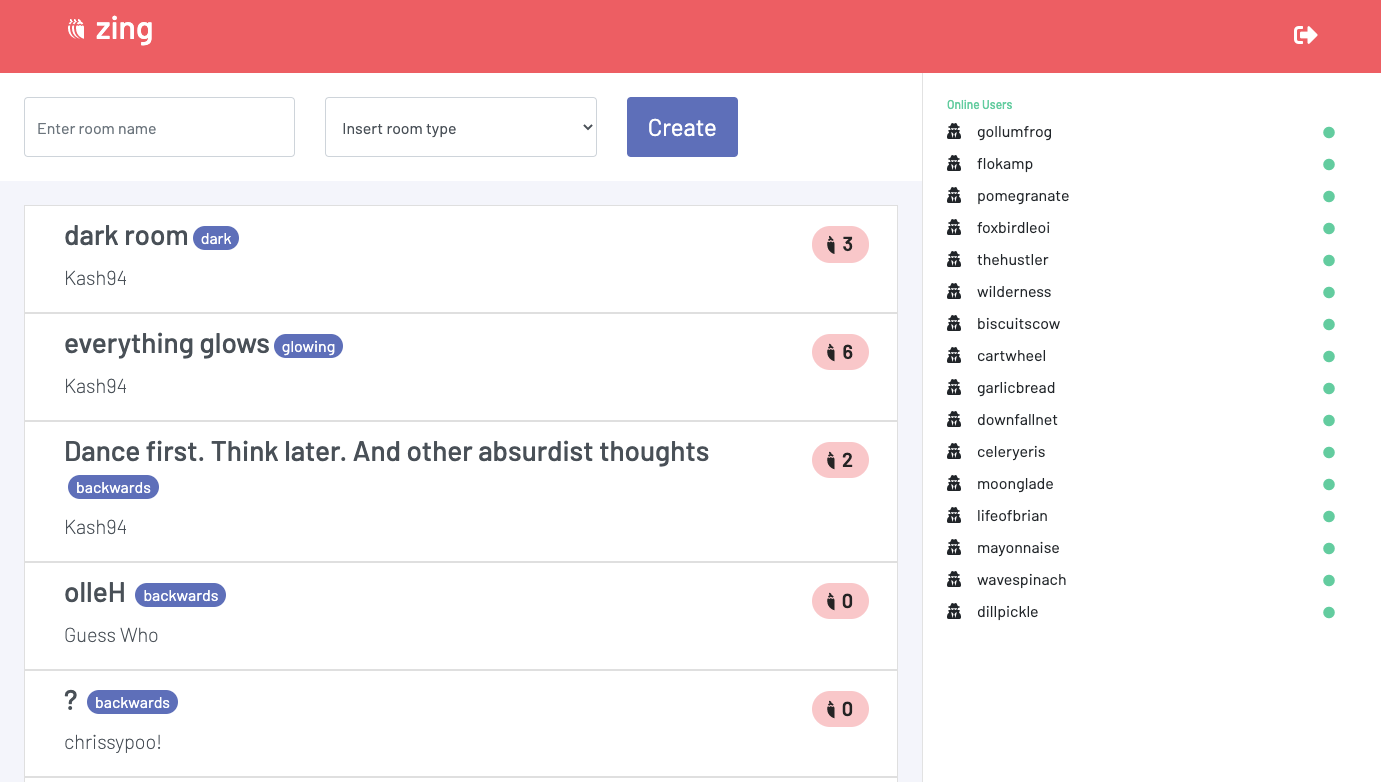 zing
Enter room name
Insert room type
Create
dark room dark
3
Kash94
everything glows glowing
6
Kash94
Dance first. Think later. And other absurdist thoughts
2
backwards
Kash94
olleH backwards
0
Guess Who
? backwards
0
chrissypoo!
Online Users
gollumfrog
flokamp
pomegranate
foxbirdleoi
thehustler
wilderness
biscuitscow
cartwheel
garlicbread
downfallnet
celeryeris
moonglade
lifeofbrian
mayonnaise
wavespinach
dillpickle